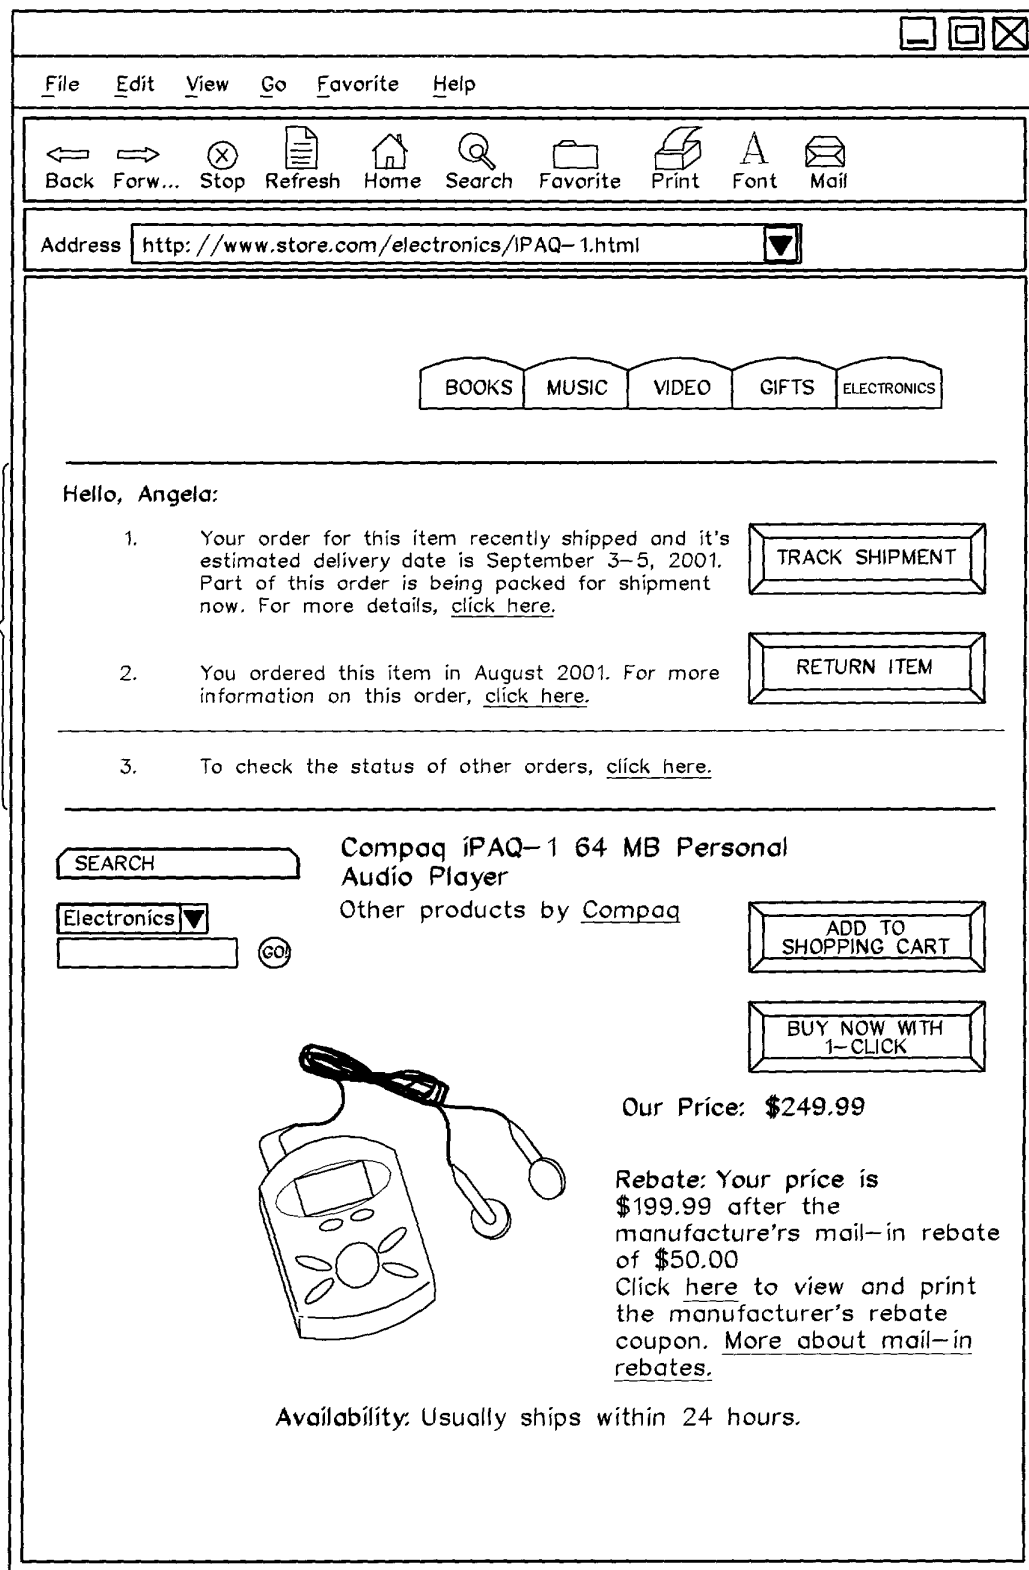 File Edit View Go Favorite Help
Back Forw... Stop Refresh Home Search Favorite Print A Font Mail
Address http://www.store.com/electronics/IPAQ-1.html
BOOKS MUSIC VIDEO GIFTS ELECTRONICS
Hello, Angela:
1. Your order for this item recently shipped and it's
estimated delivery date is September 3-5, 2001.
Part of this order is being packed for shipment
now. For more details, click here.
TRACK SHIPMENT
2. You ordered this item in August 2001. For more
information on this order, click here.
RETURN ITEM
3. To check the status of other orders, click here.
SEARCH
Electronics
GO!
Compaq iPAQ-1 64 MB Personal
Audio Player
Other products by Compaq
ADD TO
SHOPPING CART
BUY NOW WITH
1-CLICK
Our Price: $249.99
Rebate: Your price is
$199.99 after the
manufacture'rs mail-in rebate
of $50.00
Click here to view and print
the manufacturer's rebate
coupon. More about mail-in
rebates.
Availability: Usually ships within 24 hours.